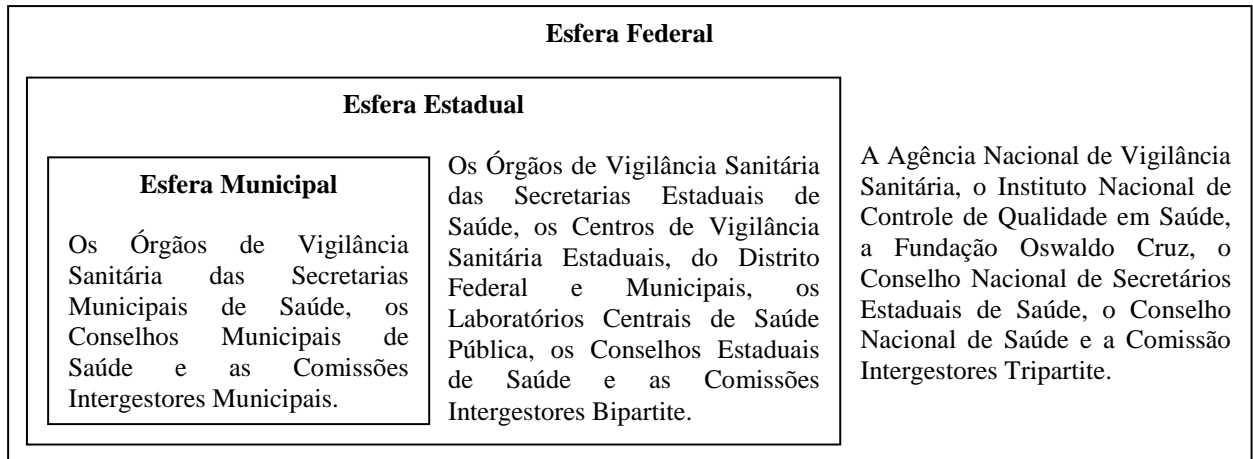 Esfera Federal
Esfera Estadual
Esfera Municipal
Os Órgãos de Vigilância
Sanitária das Secretarias
Municipais de Saúde, os
Conselhos Municipais de
Saúde e as Comissões
Intergestores Municipais.
Os Órgãos de Vigilância Sanitária
das Secretarias Estaduais de
Saúde, os Centros de Vigilância
Sanitária Estaduais, do Distrito
Federal e Municipais, os
Laboratórios Centrais de Saúde
Pública, os Conselhos Estaduais
de Saúde e as Comissões
Intergestores Bipartite.
A Agência Nacional de Vigilância
Sanitária, o Instituto Nacional de
Controle de Qualidade em Saúde,
a Fundação Oswaldo Cruz, o
Conselho Nacional de Secretários
Estaduais de Saúde, o Conselho
Nacional de Saúde e a Comissão
Intergestores Tripartite.